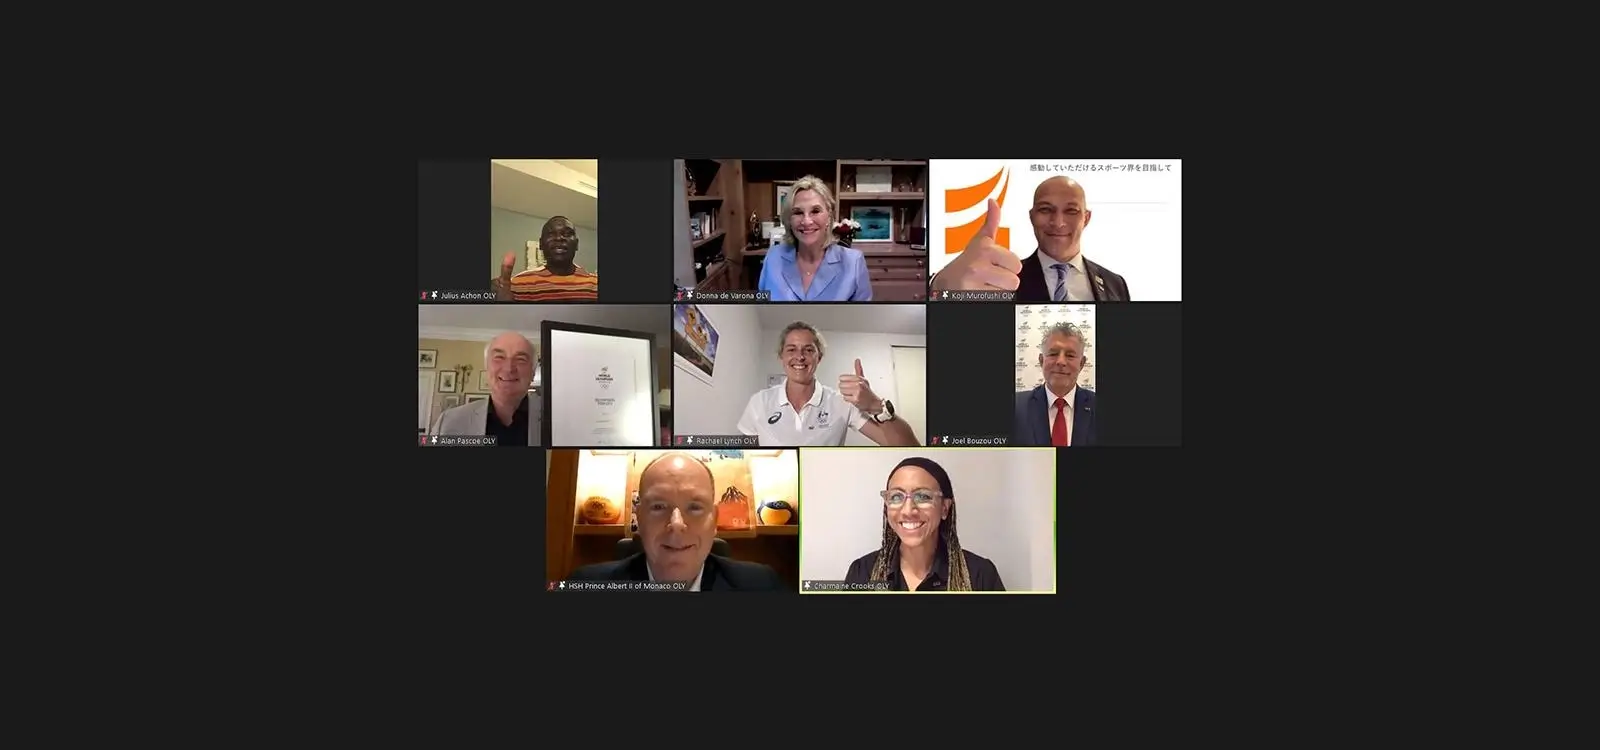 感動していただけるスポーツ界を目指して
Julius Achon OLY
Donna de Varona OLY
Koji Murofushi OLY
WORLD
OLYMPIANS
Alan Pascoe OLY
Rachael Lynch OLY
Joel Bouzou OLY
HSH Prince Albert II of Monaco OLY
Charmaine Crooks OLY